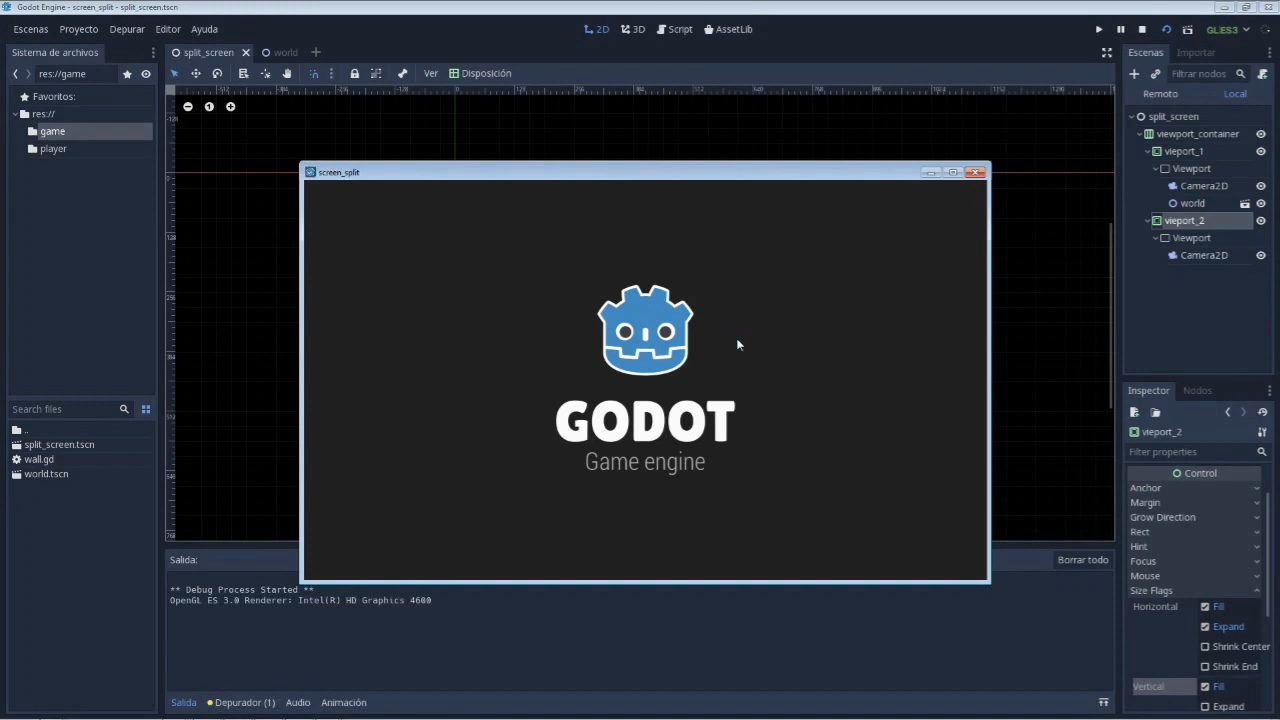 Godot Engine - screen_split - split_screen.tscn
Escenas Proyecto Depurar Editor Ayuda
2D 3D Script AssetLib
GLES3
Sistema de archivos
split_screen
world
Escenas Importar
res://game
Ver Disposición
Filtrar nodos
Favoritos:
Remoto Local
res://
game
player
split_screen
viewport_container
vieport_1
Viewport
Camera2D
world
vieport_2
Viewport
Camera2D
screen_split
GODOT
Game engine
Search files
..
split_screen.tscn
wall.gd
world.tscn
Inspector Nodos
vieport_2
Filter properties
Control
Anchor
Margin
Grow Direction
Rect
Hint
Focus
Mouse
Size Flags
Horizontal Fill
Expand
Shrink Center
Shrink End
Vertical Fill
Expand
Salida: Borrar todo
** Debug Process Started **
OpenGL ES 3.0 Renderer: Intel(R) HD Graphics 4600
Salida Depurador (1) Audio Animación